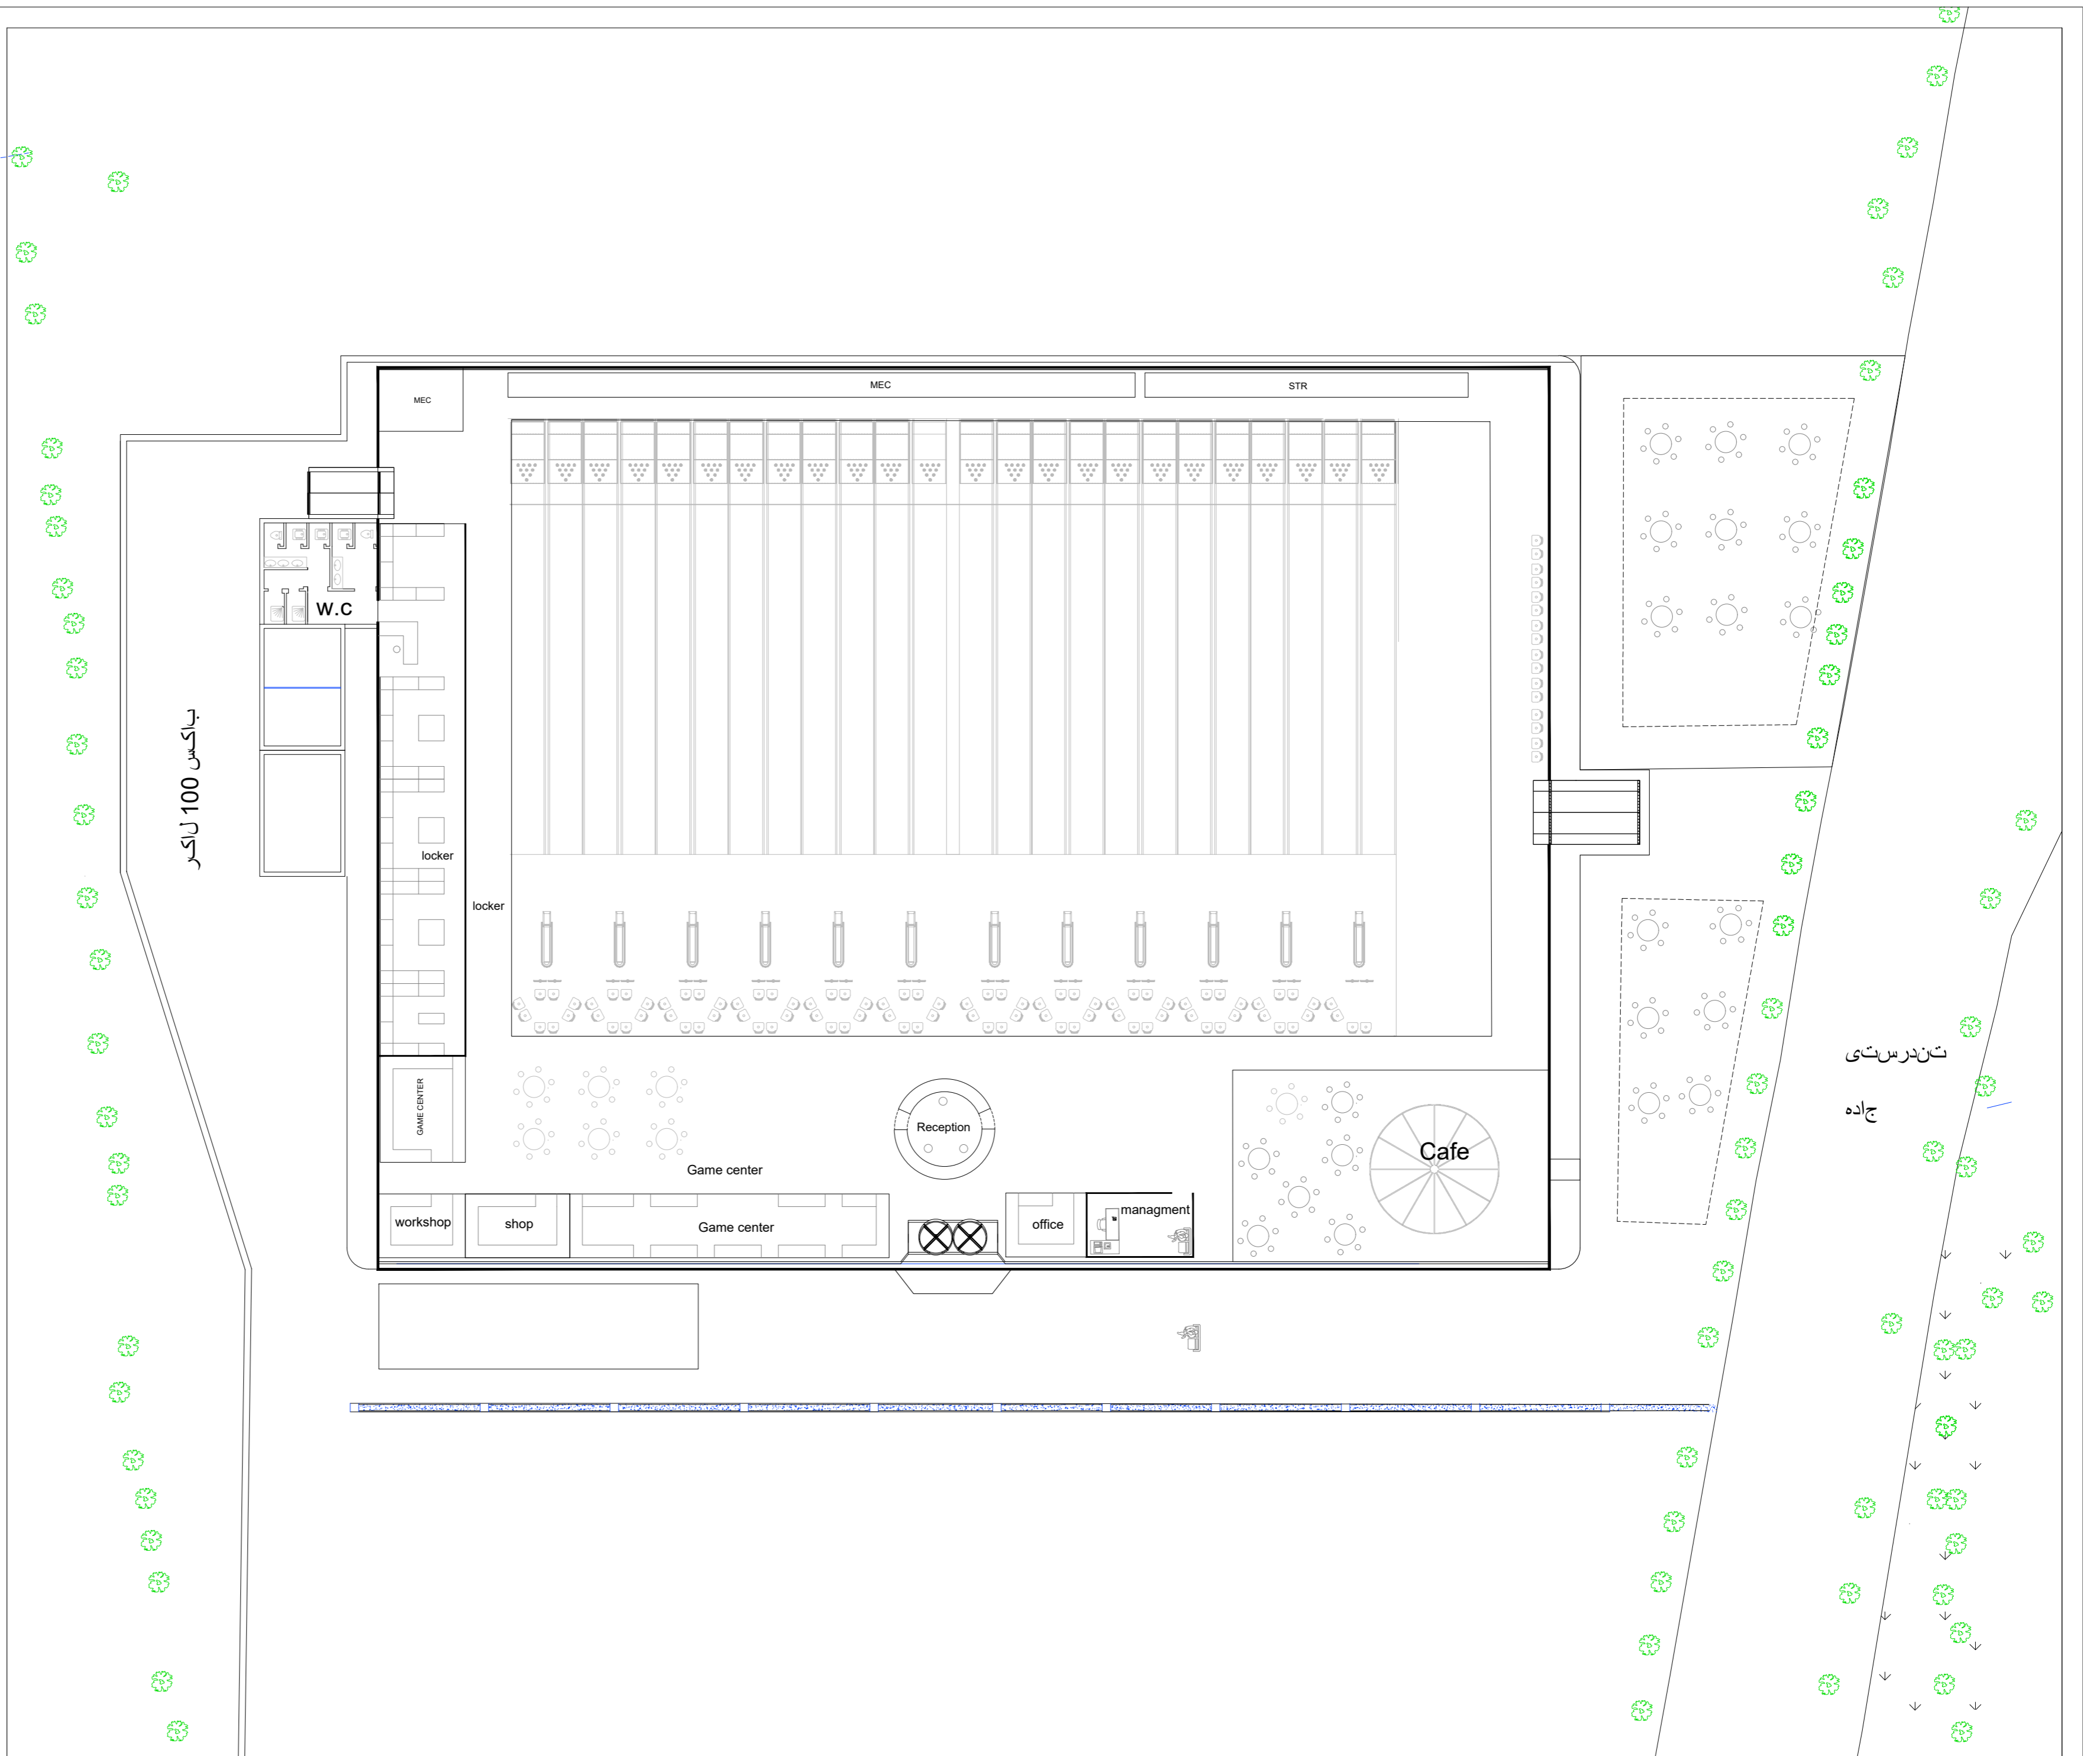 MEC
STR
MEC
W.C
باکس 100 لاکر
locker
locker
تندرستی
جاده
GAME CENTER
Reception
Cafe
Game center
workshop
shop
Game center
office
managment